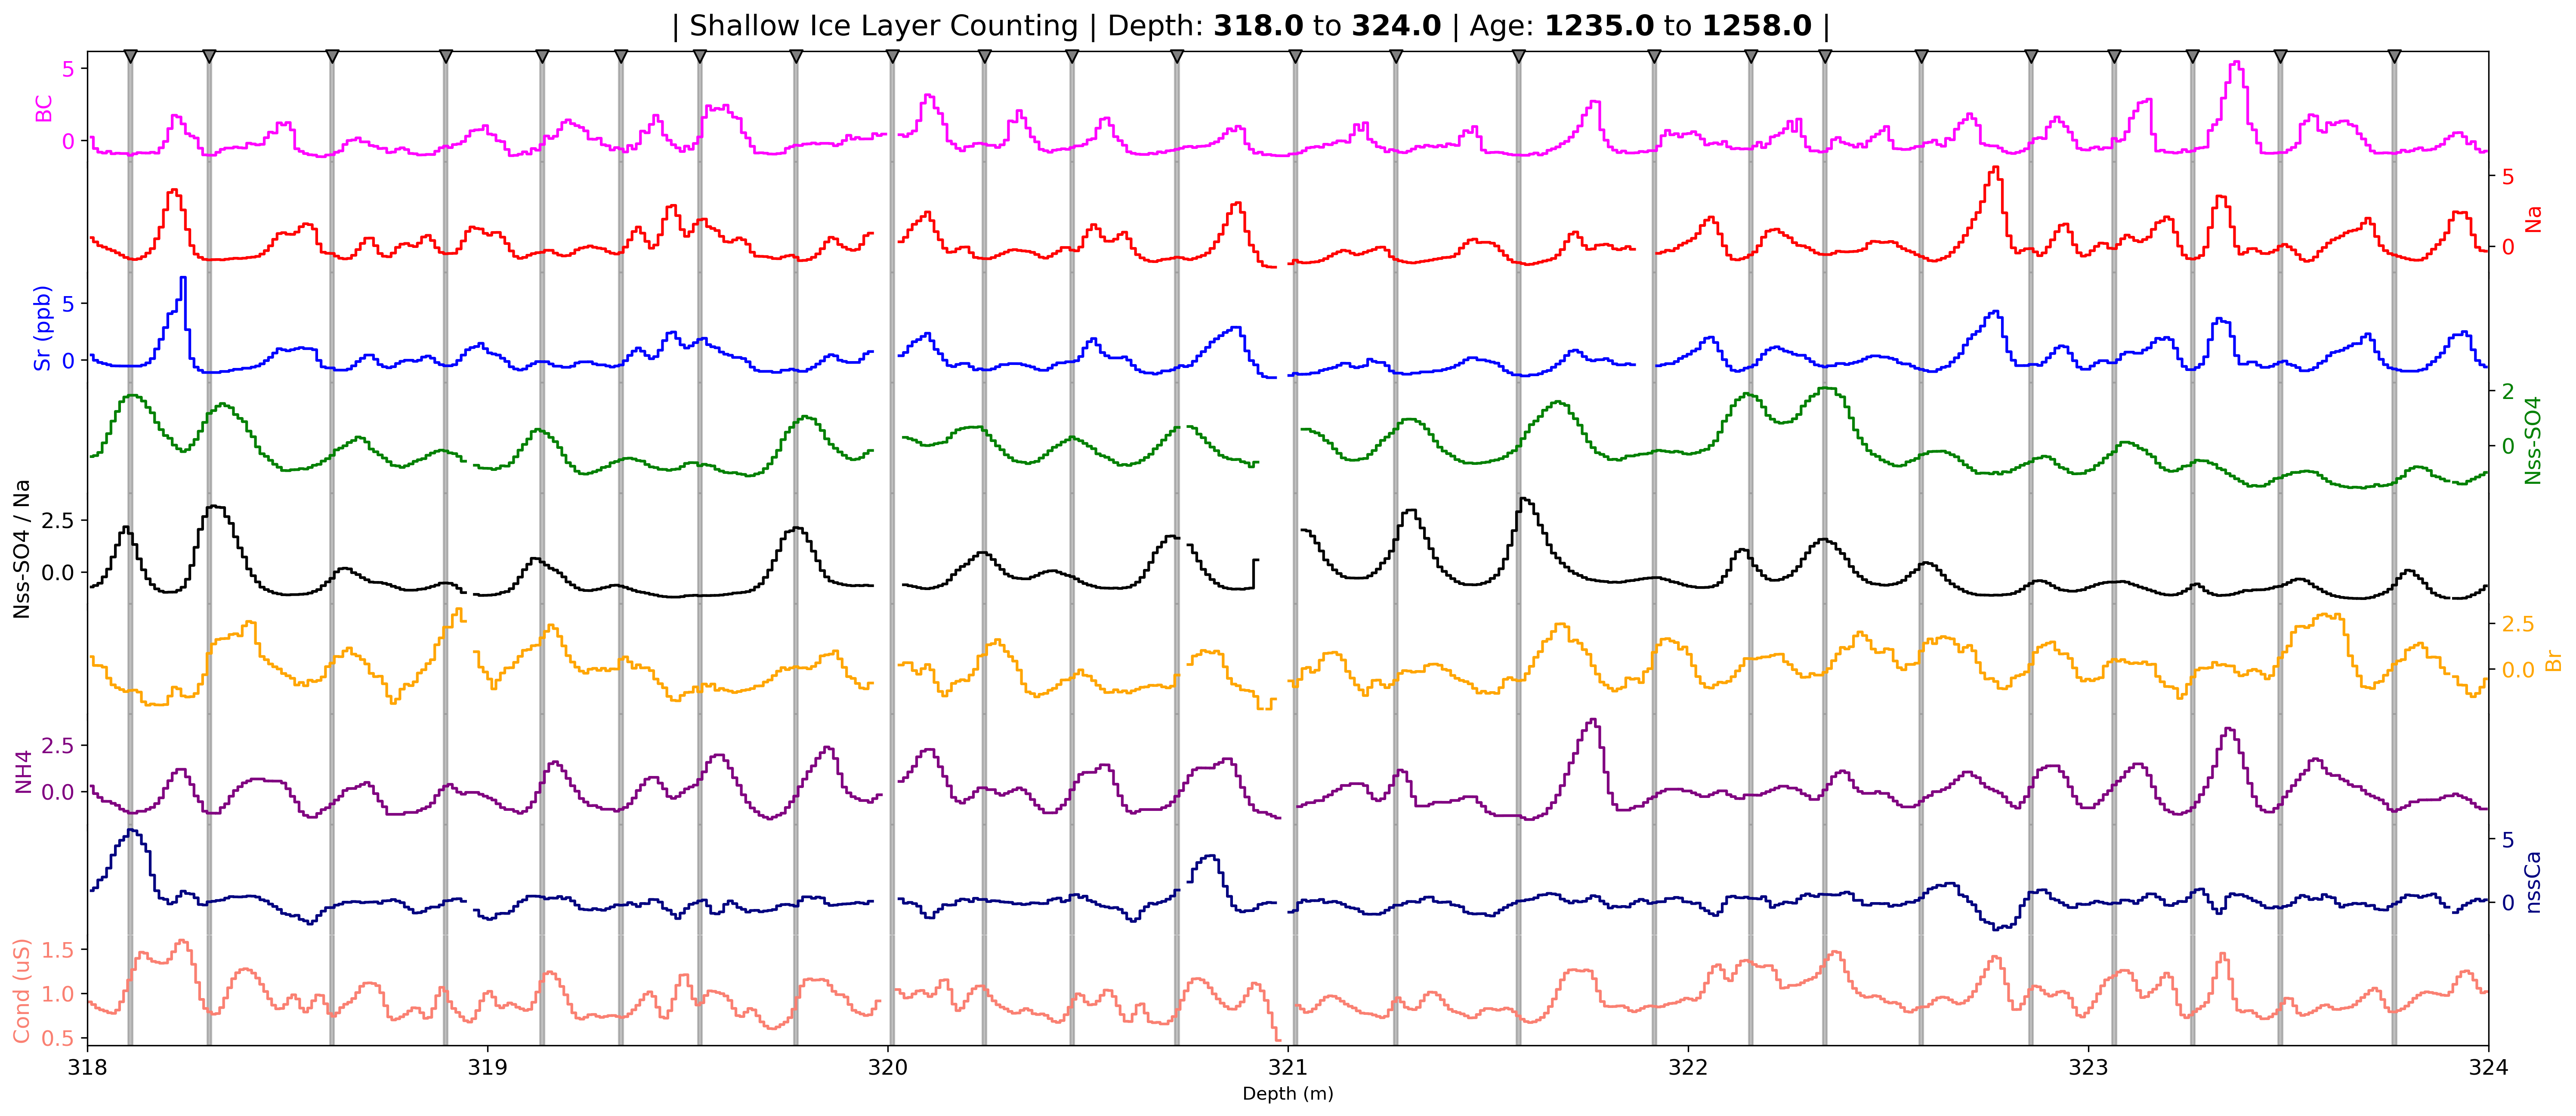 | Shallow Ice Layer Counting | Depth: 318.0 to 324.0 | Age: 1235.0 to 1258.0 |
BC
5
0
5
0
Na
Sr (ppb)
5
0
2
0
Nss-SO4
Nss-SO4 / Na
2.5
0.0
2.5
0.0
Br
NH4
2.5
0.0
5
0
nssCa
Cond (uS)
1.5
1.0
0.5
318
319
320
321
322
323
324
Depth (m)